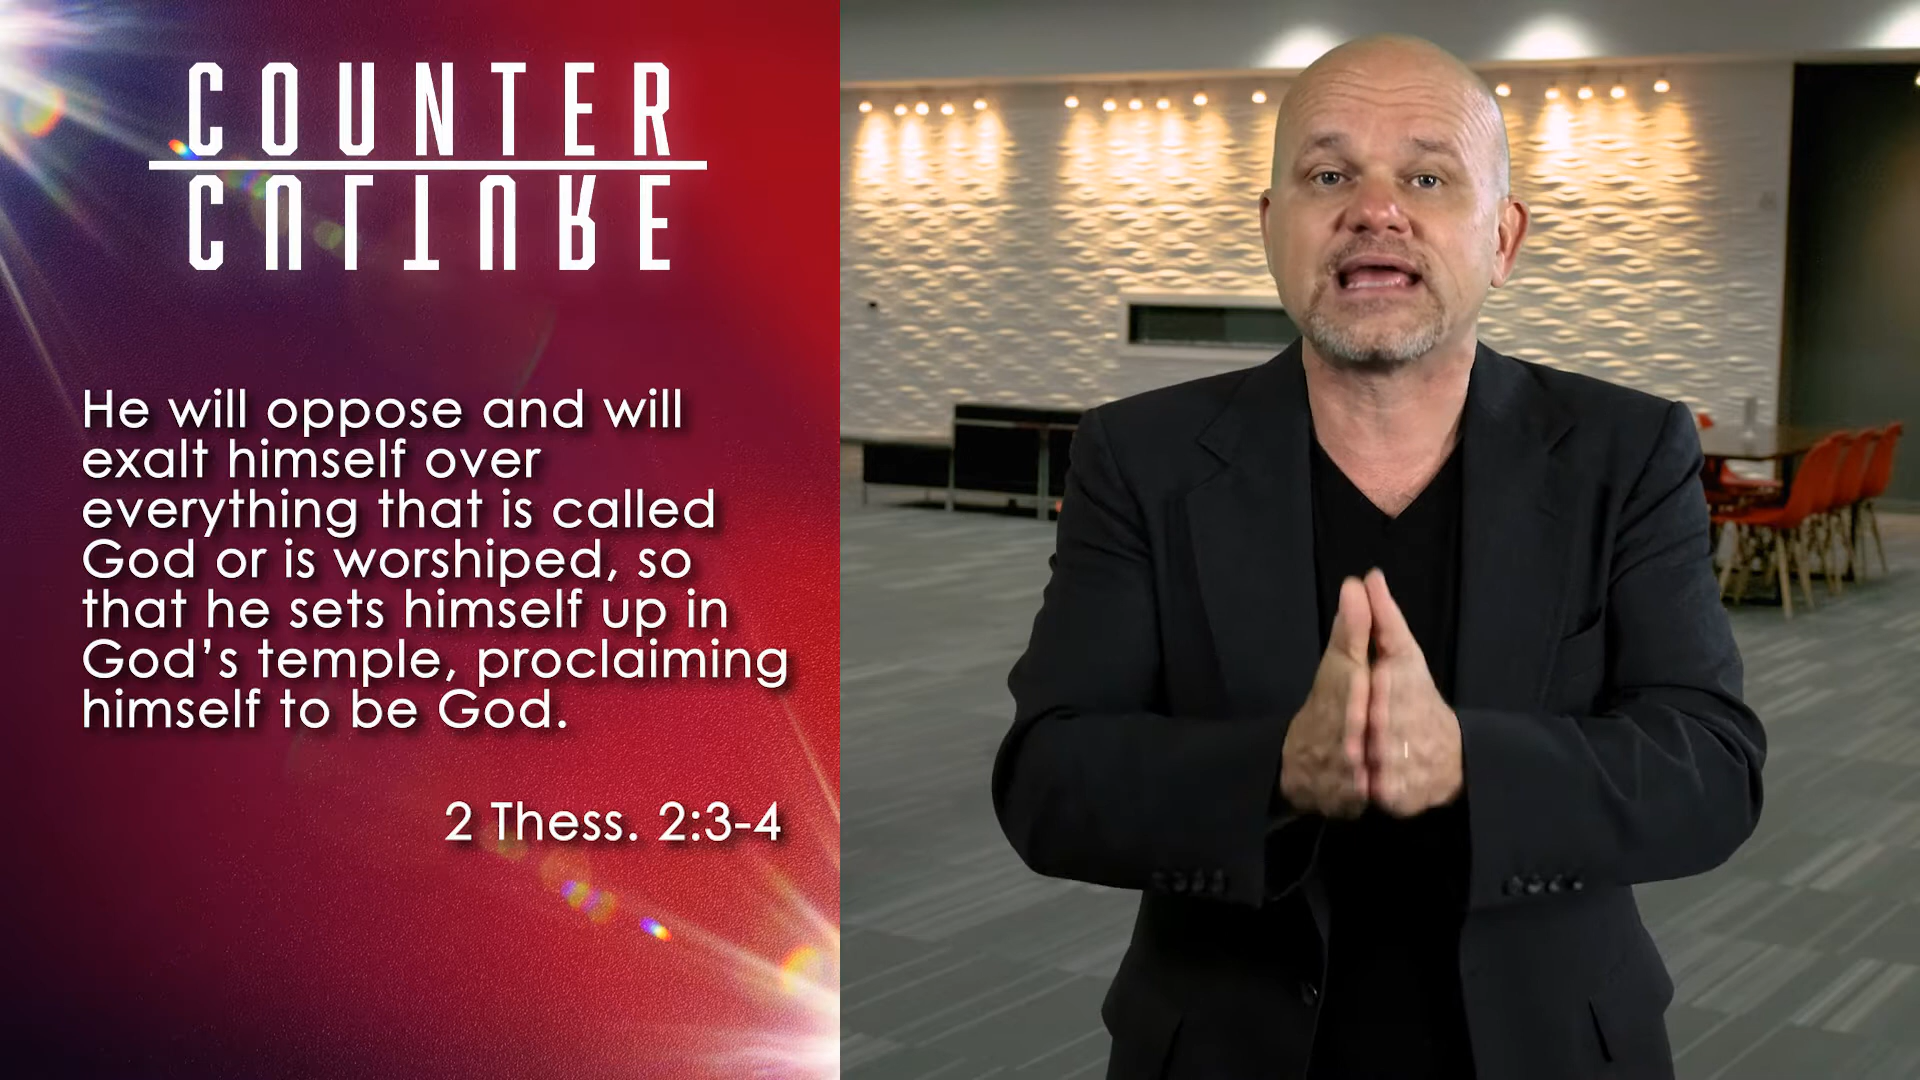 COUNTER
CULTURE
He will oppose and will
exalt himself over
everything that is called
God or is worshiped, so
that he sets himself up in
God’s temple, proclaiming
himself to be God.
2 Thess. 2:3-4